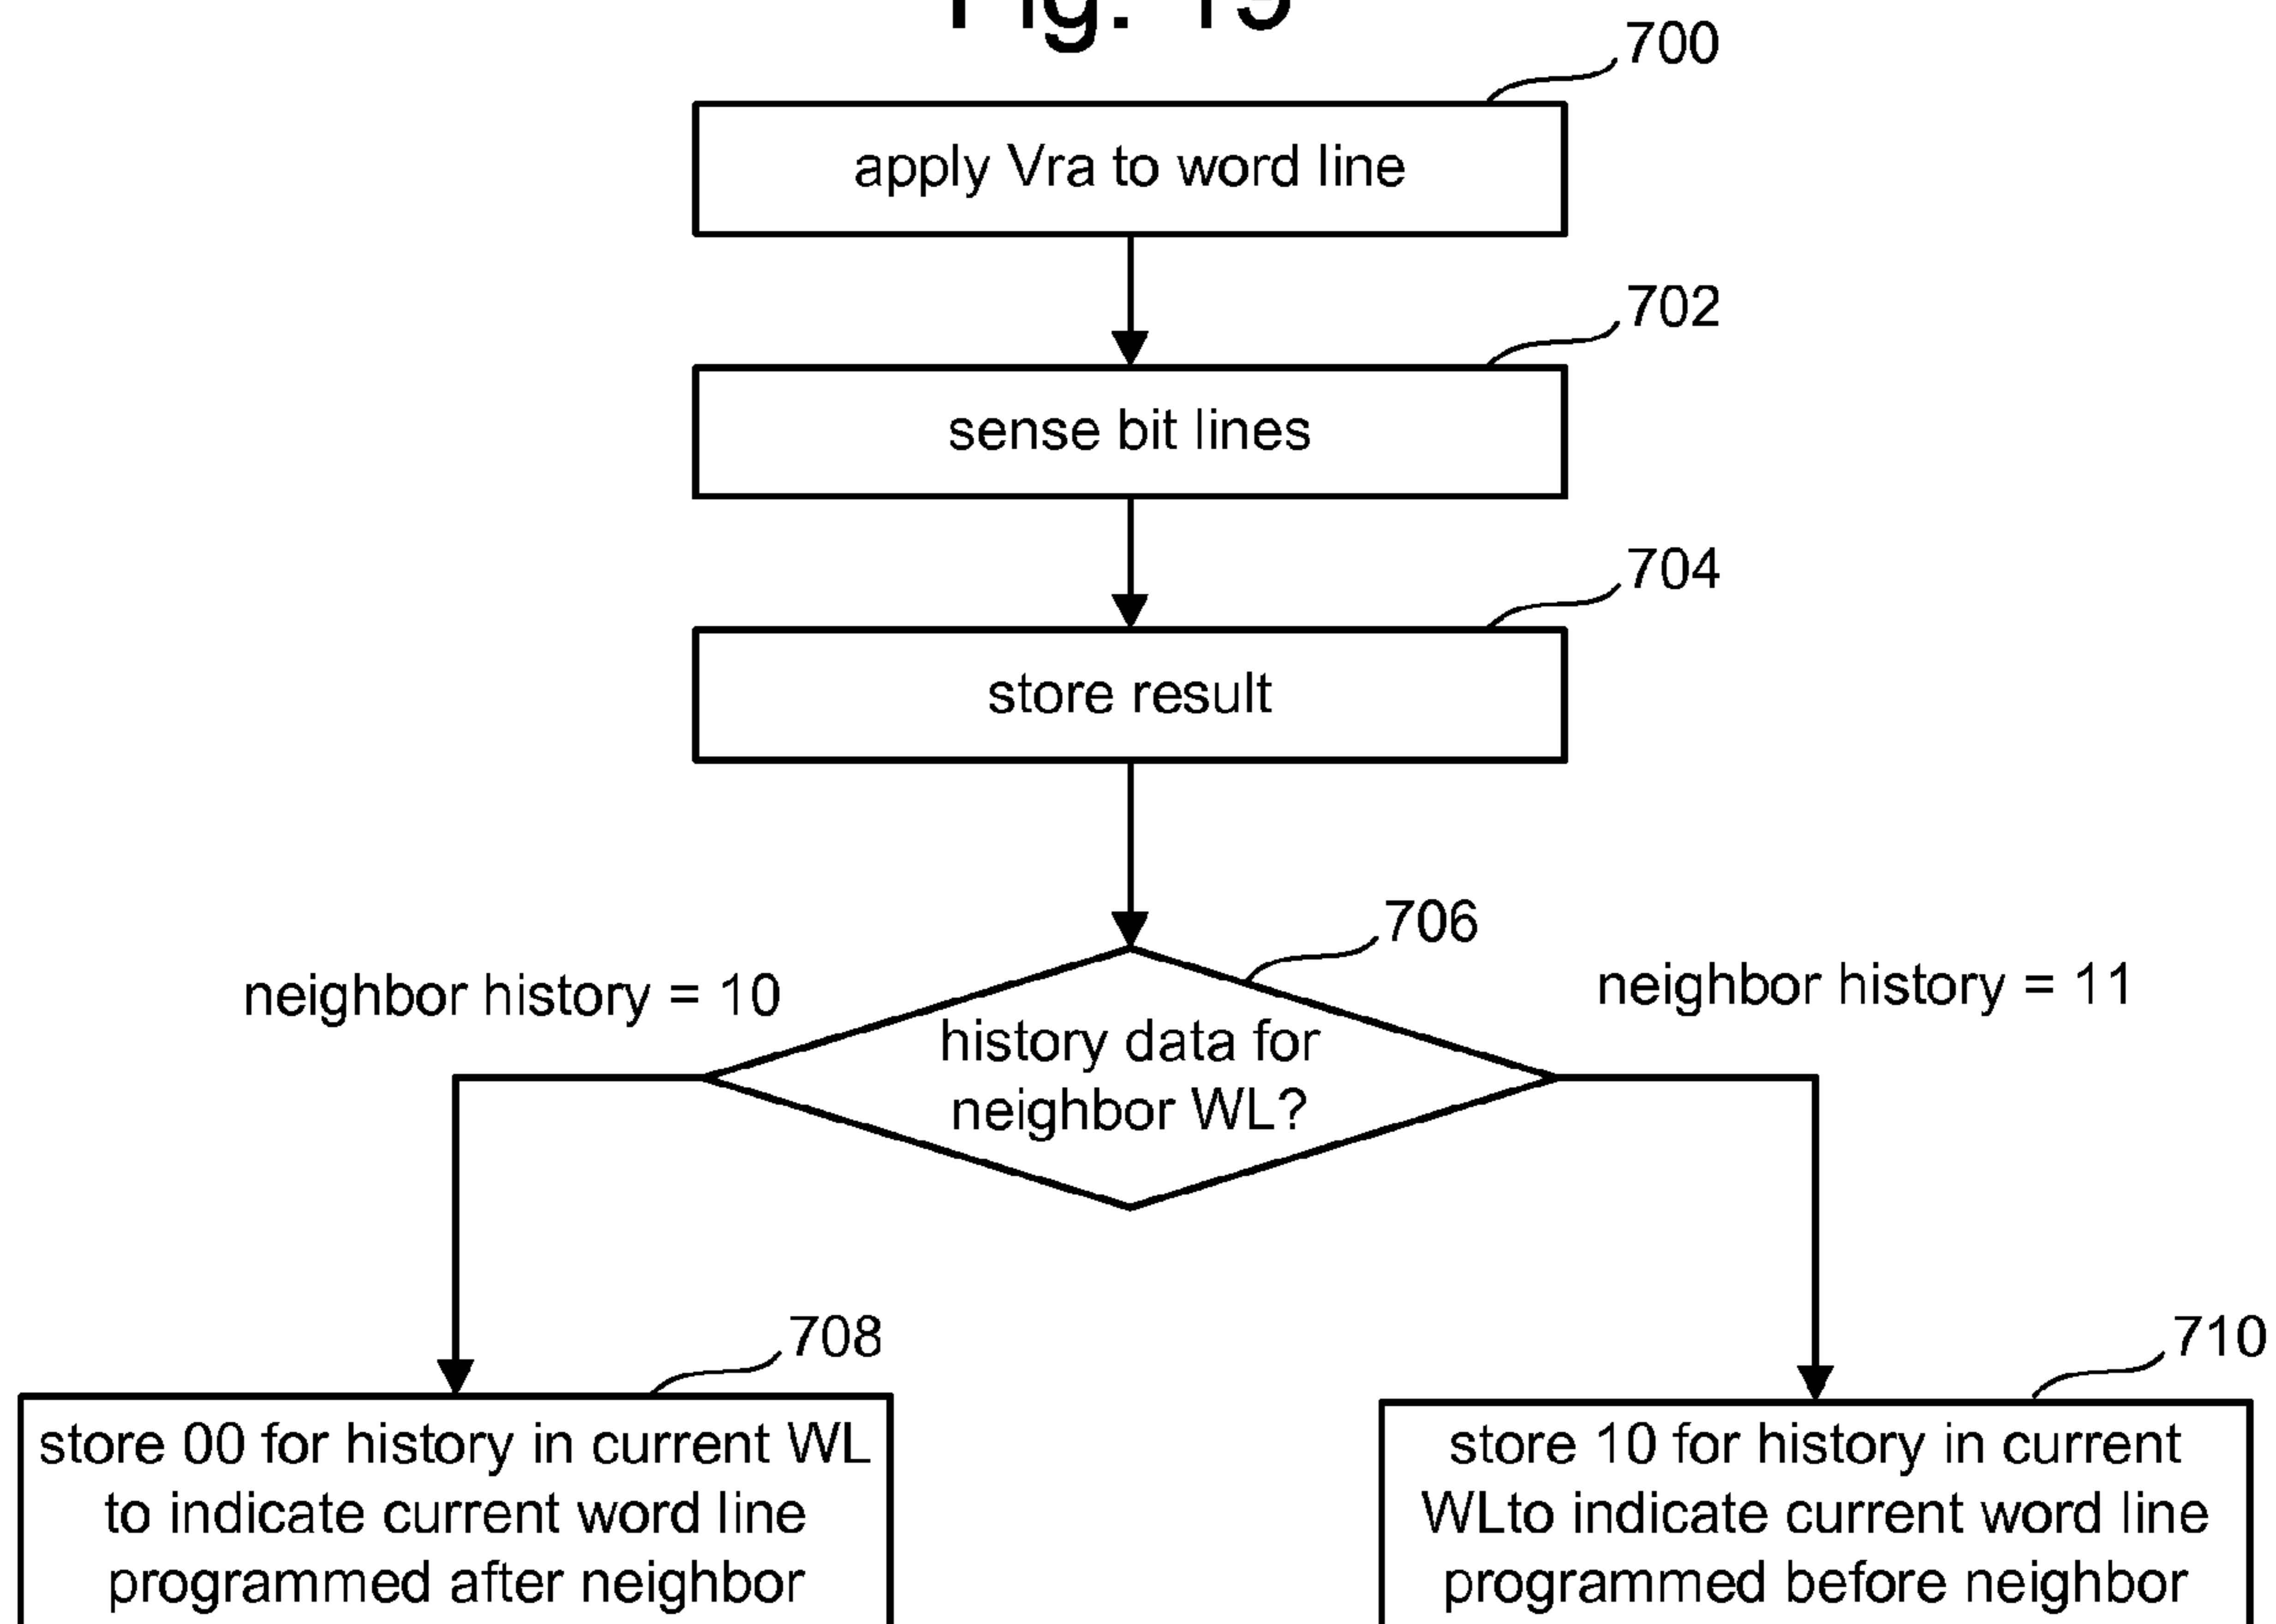 700
apply Vra to word line
702
sense bit lines
704
store result
706
neighbor history = 10
neighbor history = 11
history data for
neighbor WL?
708
710
store 00 for history in current WL
to indicate current word line
programmed after neighbor
store 10 for history in current
WLto indicate current word line
programmed before neighbor